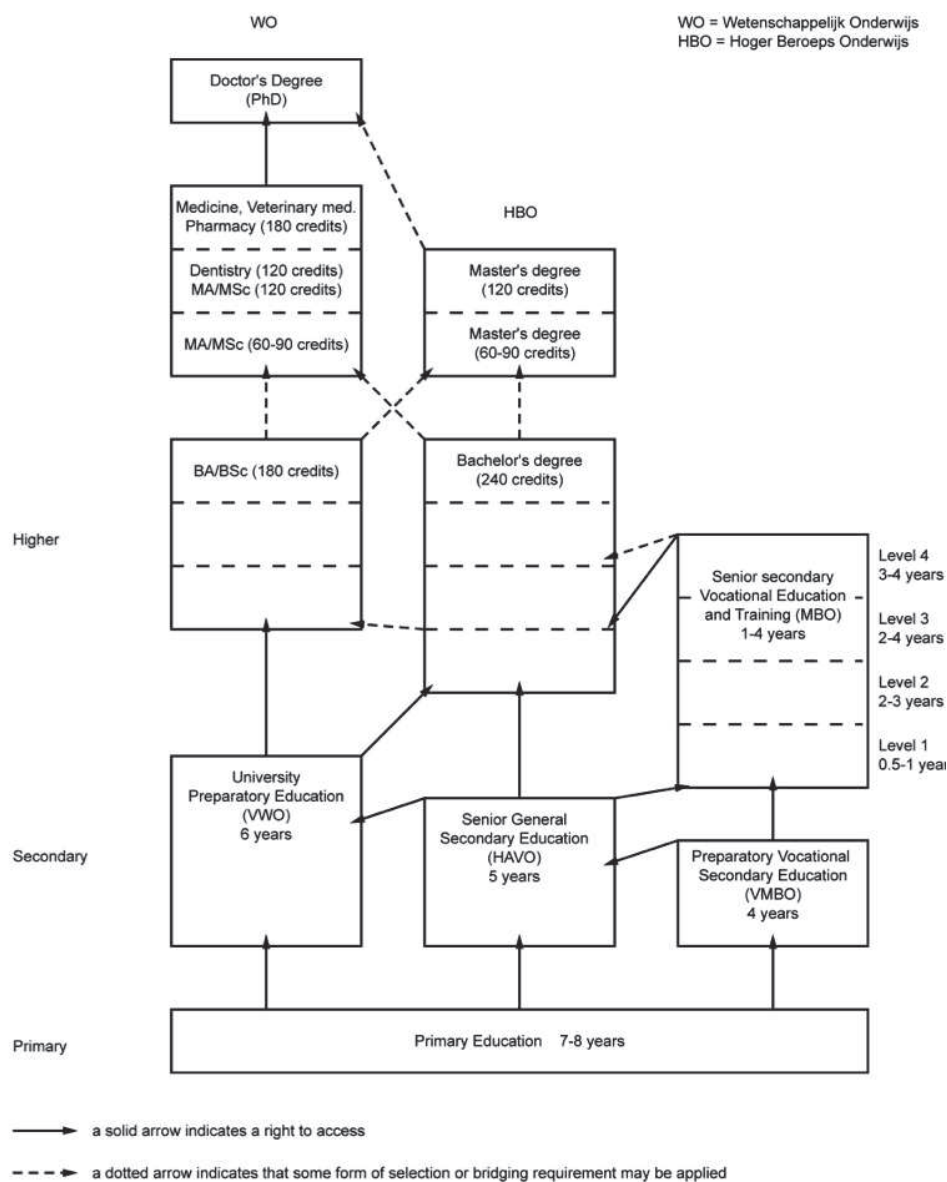 WO
WO = Wetenschappelijk Onderwijs
HBO = Hoger Beroeps Onderwijs
Doctor's Degree
(PhD)
Medicine, Veterinary med.
Pharmacy (180 credits)
HBO
Dentistry (120 credits)
MA/MSc (120 credits)
Master's degree
(120 credits)
MA/MSc (60-90 credits)
Master's degree
(60-90 credits)
BA/BSc (180 credits)
Bachelor's degree
(240 credits)
Higher
Senior secondary
Vocational Education
and Training (MBO)
1-4 years
Level 4
3-4 years
Level 3
2-4 years
Level 2
2-3 years
Level 1
0.5-1 year
University
Preparatory Education
(VWO)
6 years
Senior General
Secondary Education
(HAVO)
5 years
Secondary
Preparatory Vocational
Secondary Education
(VMBO)
4 years
Primary
Primary Education 7-8 years
a solid arrow indicates a right to access
a dotted arrow indicates that some form of selection or bridging requirement may be applied